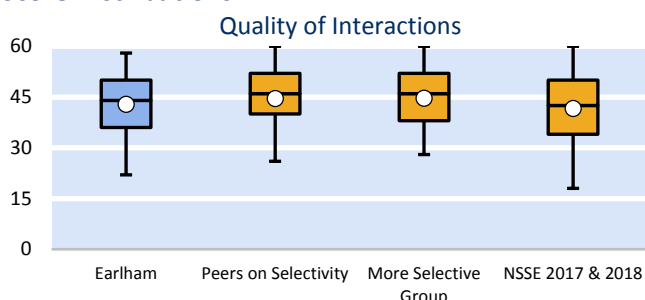 Quality of Interactions
60
45
30
15
0
Earlham Peers on Selectivity More Selective NSSE 2017 & 2018
Group